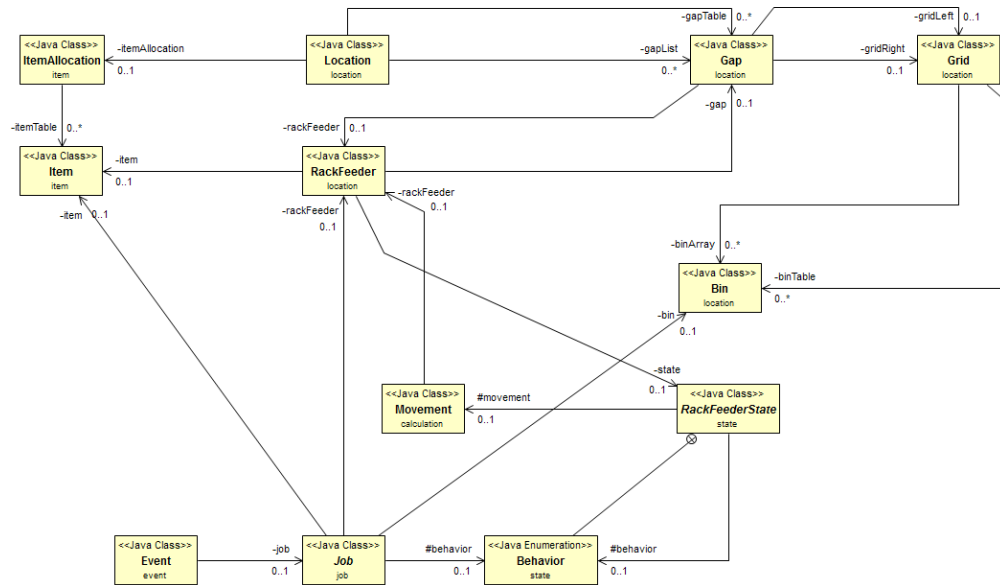 -gapTable
0..*
-gridLeft
0..1
<<Java Class>>
ItemAllocation
item
-itemAllocation
0..1
<<Java Class>>
Location
location
-gapList
0..*
<<Java Class>>
Gap
location
-gridRight
0..1
<<Java Class>>
Grid
location
-itemTable
0..*
-rackFeeder
0..1
-gap
0..1
<<Java Class>>
Item
item
-item
0..1
<<Java Class>>
RackFeeder
location
-rackFeeder
0..1
-item
0..1
-rackFeeder
0..1
-binArray
0..*
<<Java Class>>
Bin
location
-binTable
0..*
-bin
0..1
-state
0..1
<<Java Class>>
Movement
calculation
#movement
0..1
<<Java Class>>
RackFeederState
state
<<Java Class>>
Event
event
-job
0..1
<<Java Class>>
Job
job
#behavior
0..1
<<Java Enumeration>>
Behavior
state
#behavior
0..1